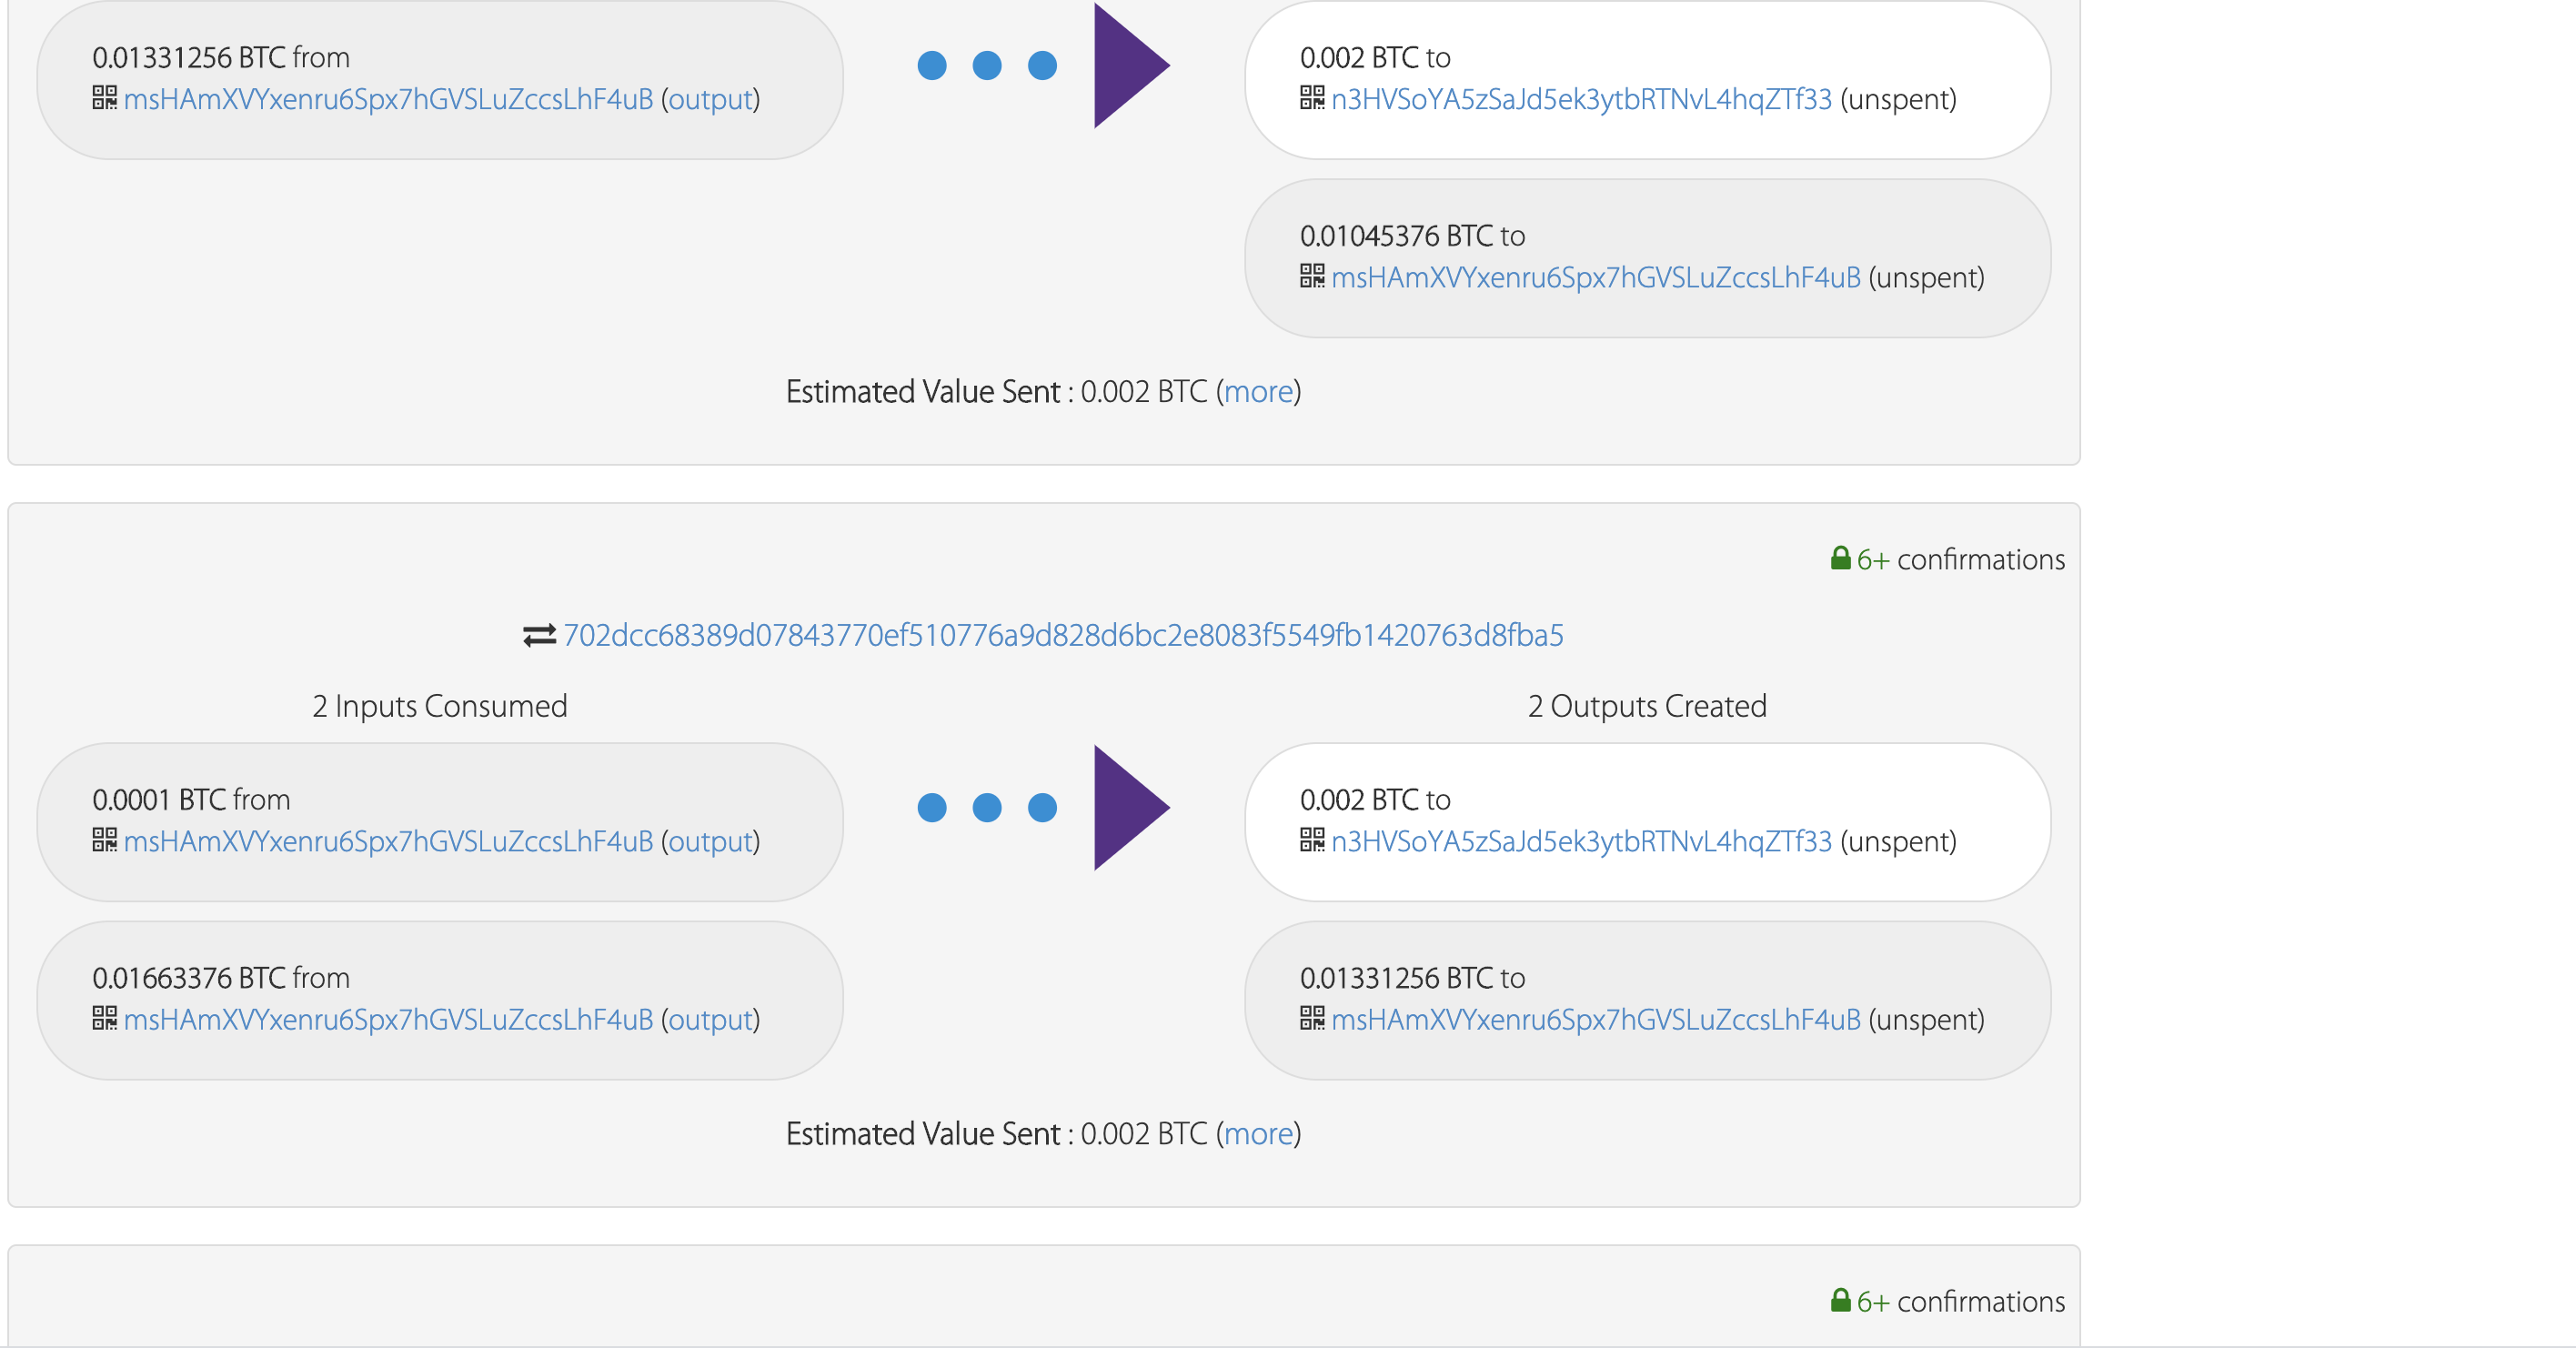 0.01331256 BTC from
msHAmXVYxenru6Spx7hGVSLuZccsLhF4uB (output)
0.002 BTC to
n3HVSoYA5zSaJd5ek3ytbRTNvL4hqZTf33 (unspent)
0.01045376 BTC to
msHAmXVYxenru6Spx7hGVSLuZccsLhF4uB (unspent)
Estimated Value Sent : 0.002 BTC (more)
6+ confirmations
702dcc68389d07843770ef510776a9d828d6bc2e8083f5549fb1420763d8fba5
2 Inputs Consumed
2 Outputs Created
0.0001 BTC from
msHAmXVYxenru6Spx7hGVSLuZccsLhF4uB (output)
0.01663376 BTC from
msHAmXVYxenru6Spx7hGVSLuZccsLhF4uB (output)
0.002 BTC to
n3HVSoYA5zSaJd5ek3ytbRTNvL4hqZTf33 (unspent)
0.01331256 BTC to
msHAmXVYxenru6Spx7hGVSLuZccsLhF4uB (unspent)
Estimated Value Sent : 0.002 BTC (more)
6+ confirmations